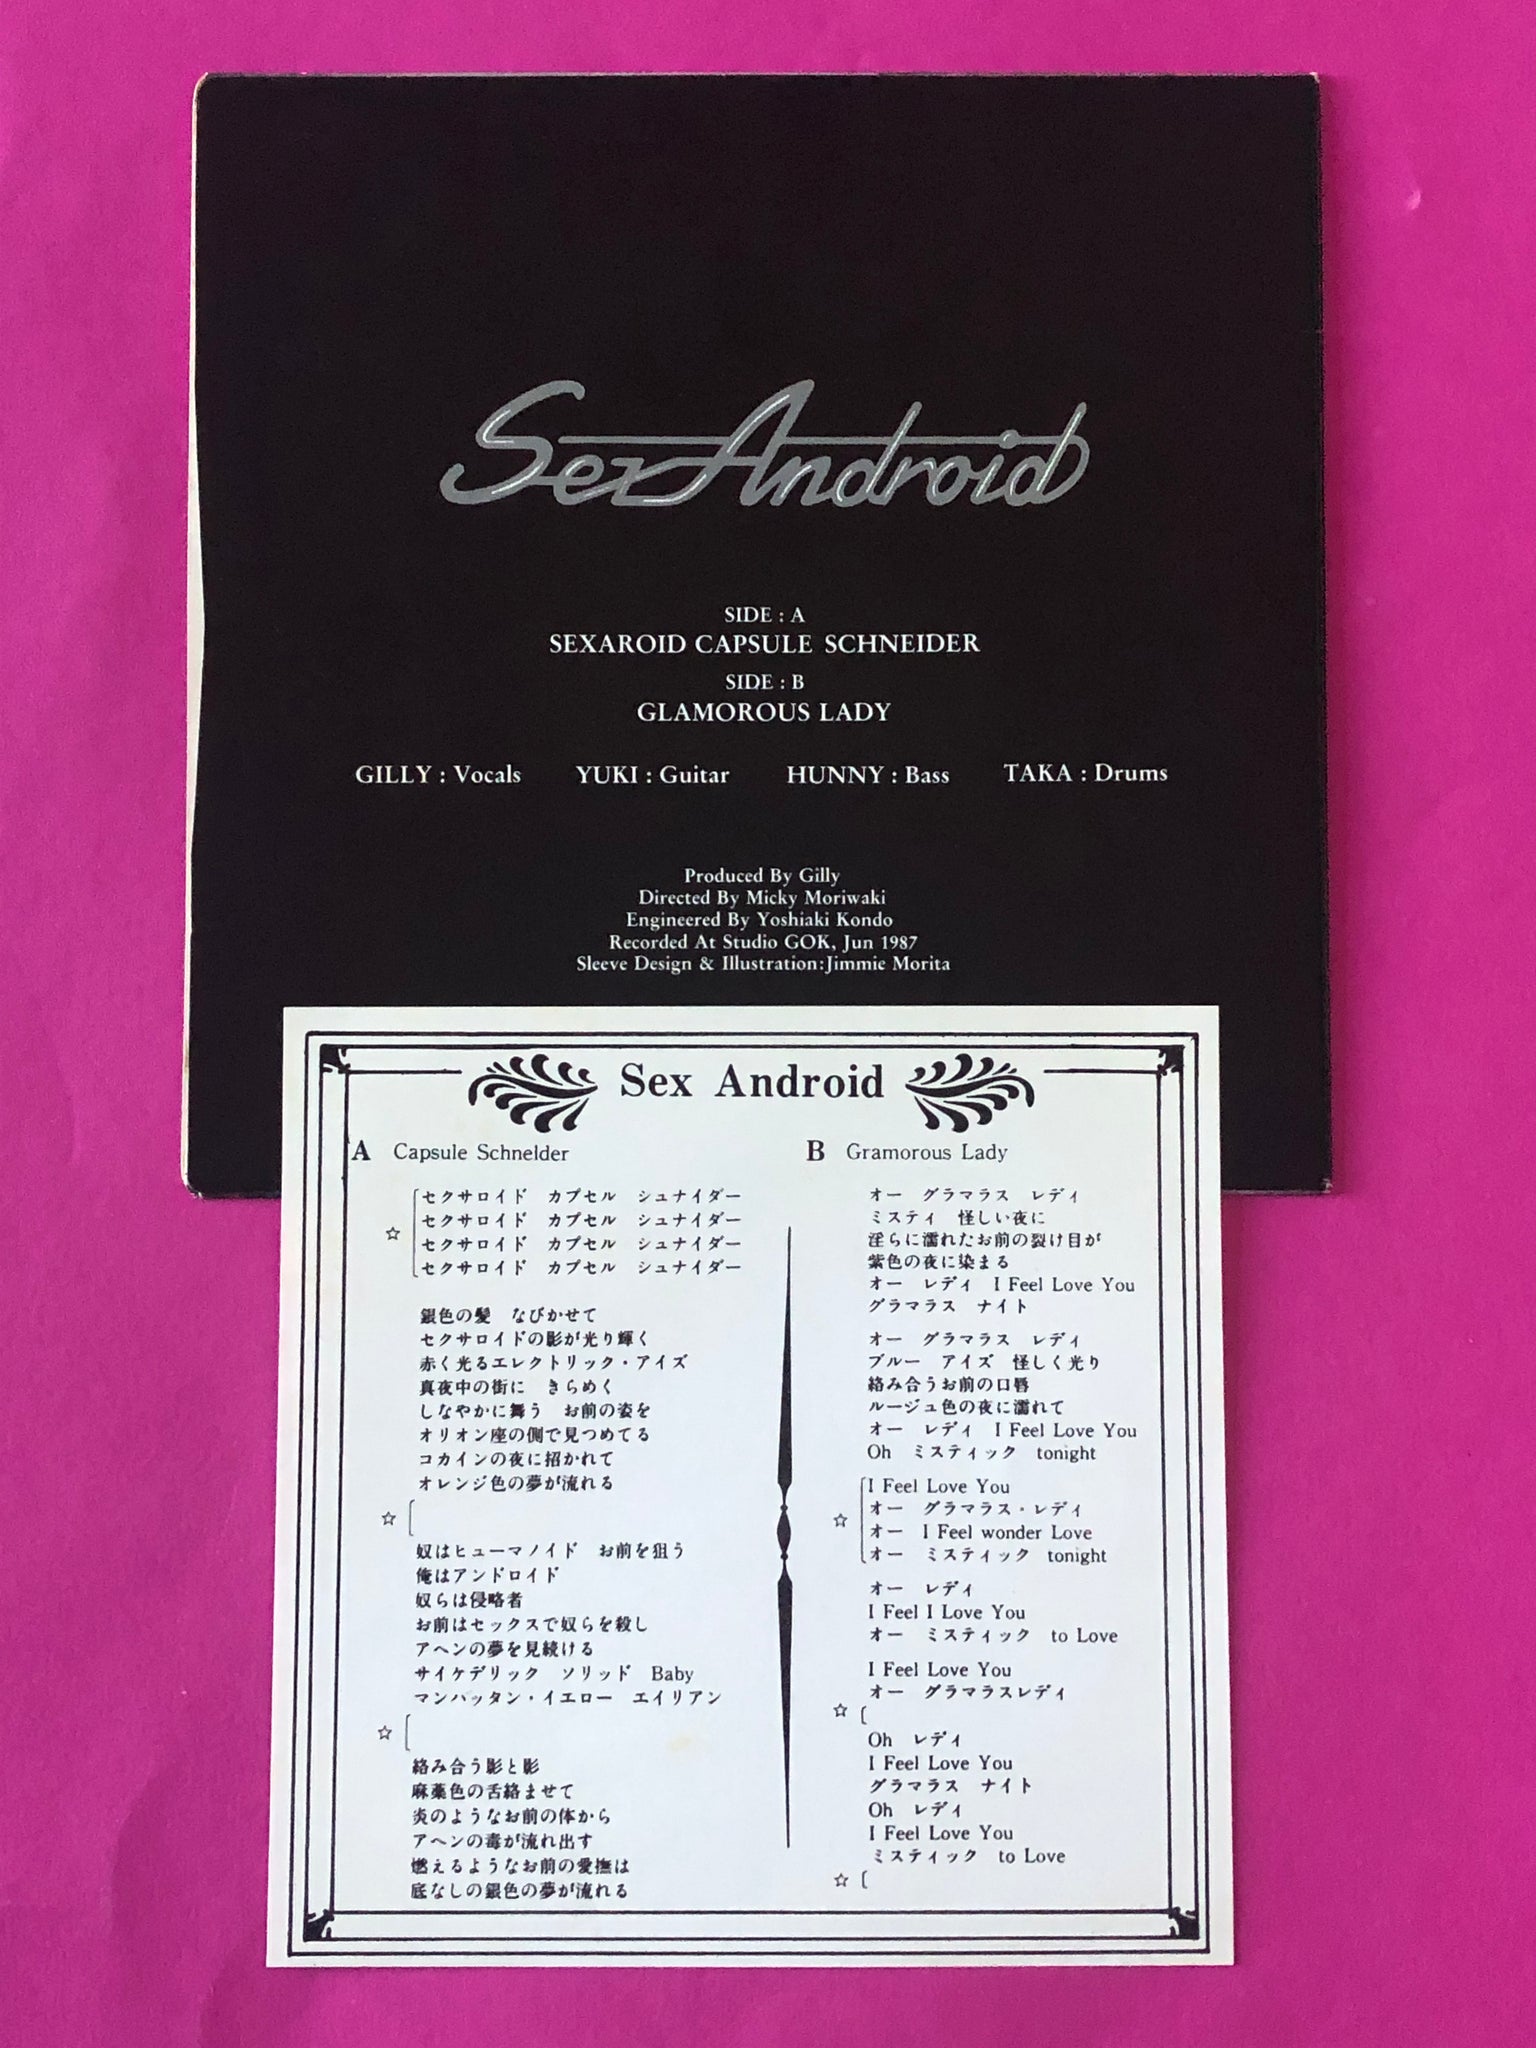 Sex Android
SIDE : A
SEXAROID CAPSULE SCHNEIDER
SIDE : B
GLAMOROUS LADY
GILLY : Vocals YUKI : Guitar HUNNY : Bass TAKA : Drums
Produced By Gilly
Directed By Micky Moriwaki
Engineered By Yoshiaki Kondo
Recorded At Studio GOK, Jun 1987
Sleeve Design & Illustration:Jimmie Morita
Sex Android
A Capsule Schnelder
☆
セクサロイド カプセル シュナイダー
セクサロイド カプセル シュナイダー
セクサロイド カプセル シュナイダー
セクサロイド カプセル シュナイダー
銀色の髪 なびかせて
セクサロイドの影が光り輝く
赤く光るエレクトリック・アイズ
真夜中の街に きらめく
しなやかに舞う お前の姿を
オリオン座の側で見つめてる
コカインの夜に招かれて
オレンジ色の夢が流れる
☆[
奴はヒューマノイド お前を狙う
俺はアンドロイド
奴らは侵略者
お前はセックスで奴らを殺し
アヘンの夢を見続ける
サイケデリック ソリッド Baby
マンハッタン・イエロー エイリアン
☆[
絡み合う影と影
麻薬色の舌絡ませて
炎のようなお前の体から
アヘンの毒が流れ出す
燃えるようなお前の愛撫は
底なしの銀色の夢が流れる
B Gramorous Lady
オー グラマラス レディ
ミスティ 怪しい夜に
淫らに濡れたお前の裂け目が
紫色の夜に染まる
オー レディ I Feel Love You
グラマラス ナイト
オー グラマラス レディ
ブルー アイズ 怪しく光り
絡み合うお前の口唇
ルージュ色の夜に濡れて
オー レディ I Feel Love You
Oh ミスティック tonight
☆
I Feel Love You
オー グラマラス・レディ
オー I Feel wonder Love
オー ミスティック tonight
オー レディ
I Feel I Love You
オー ミスティック to Love
I Feel Love You
オー グラマラスレディ
☆[
Oh レディ
I Feel Love You
グラマラス ナイト
Oh レディ
I Feel Love You
ミスティック to Love
☆[